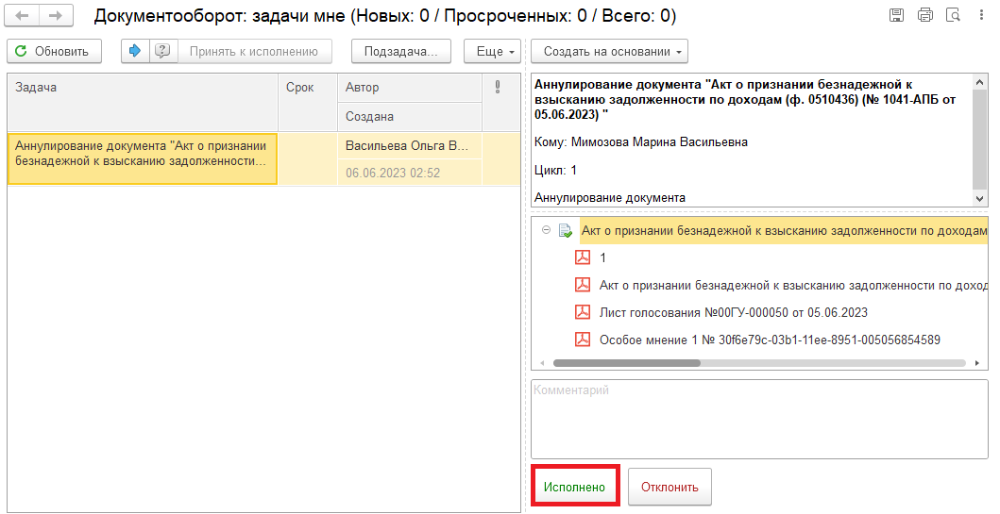 Документооборот: задачи мне (Новых: 0 / Просроченных: 0 / Всего: 0)
Обновить
Принять к исполнению
Подзадача...
Еще
Создать на основании
Задача
Срок
Автор
Создана
Аннулирование документа "Акт о признании
безнадежной к взысканию задолженности...
Васильева Ольга В...
06.06.2023 02:52
Аннулирование документа "Акт о признании безнадежной к
взысканию задолженности по доходам (ф. 0510436) (№ 1041-АПБ от
05.06.2023) "
Кому: Мимозова Марина Васильевна
Цикл: 1
Аннулирование документа
Акт о признании безнадежной к взысканию задолженности по доходам
1
Акт о признании безнадежной к взысканию задолженности по доход
Лист голосования №00ГУ-000050 от 05.06.2023
Особое мнение 1 № 30f6e79c-03b1-11ee-8951-005056854589
Комментарий
Исполнено
Отклонить